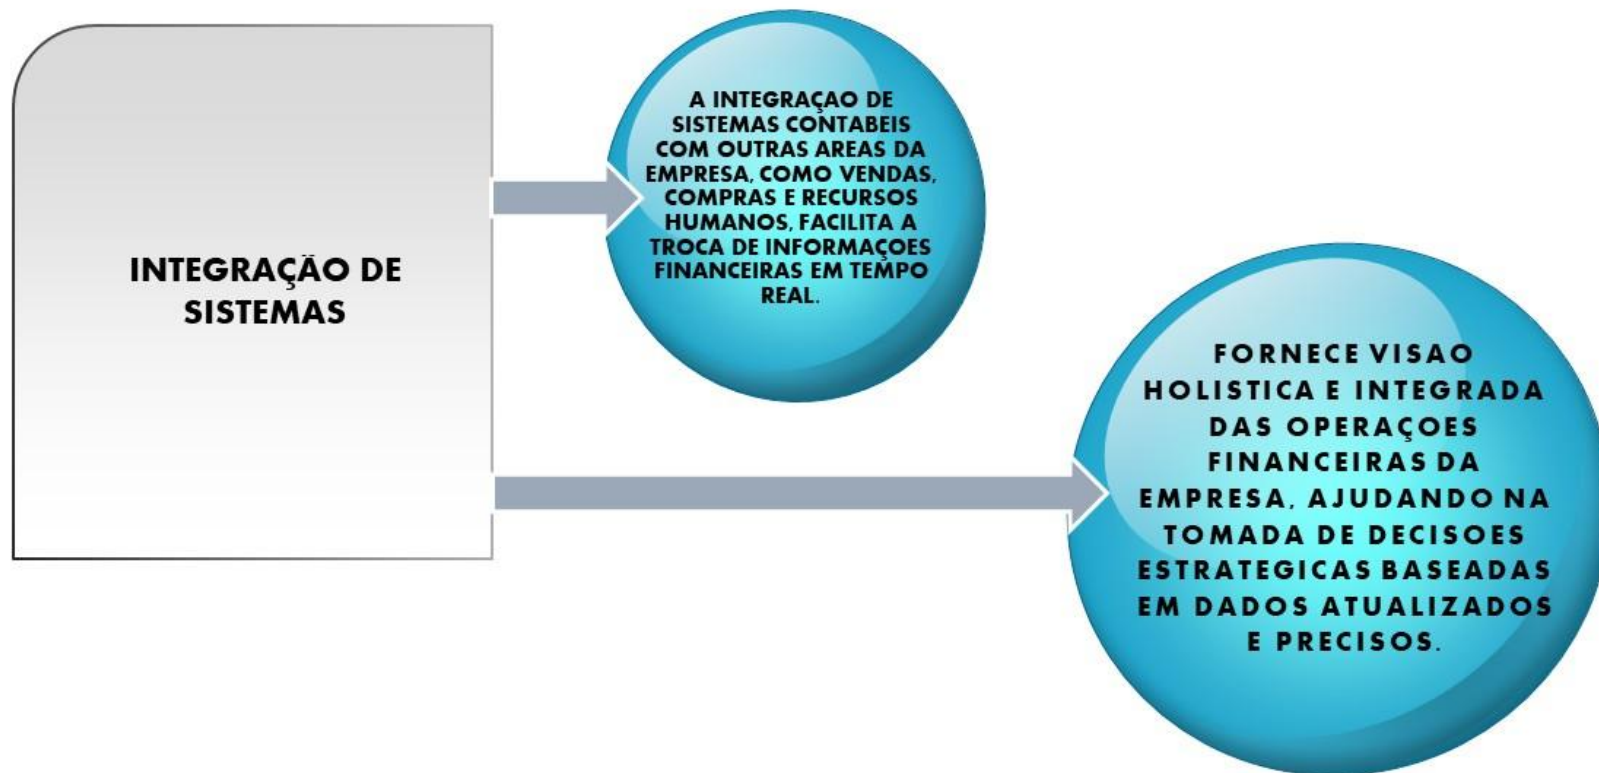 INTEGRAÇÃO DE
SISTEMAS
A INTEGRAÇAO DE
SISTEMAS CONTABEIS
COM OUTRAS AREAS DA
EMPRESA, COMO VENDAS,
COMPRAS E RECURSOS
HUMANOS, FACILITA A
TROCA DE INFORMAÇOES
FINANCEIRAS EM TEMPO
REAL.
FORNECE VISAO
HOLISTICA E INTEGRADA
DAS OPERAÇOES
FINANCEIRAS DA
EMPRESA, AJUDANDO NA
TOMADA DE DECISOES
ESTRATEGICAS BASEADAS
EM DADOS ATUALIZADOS
E PRECISOS.